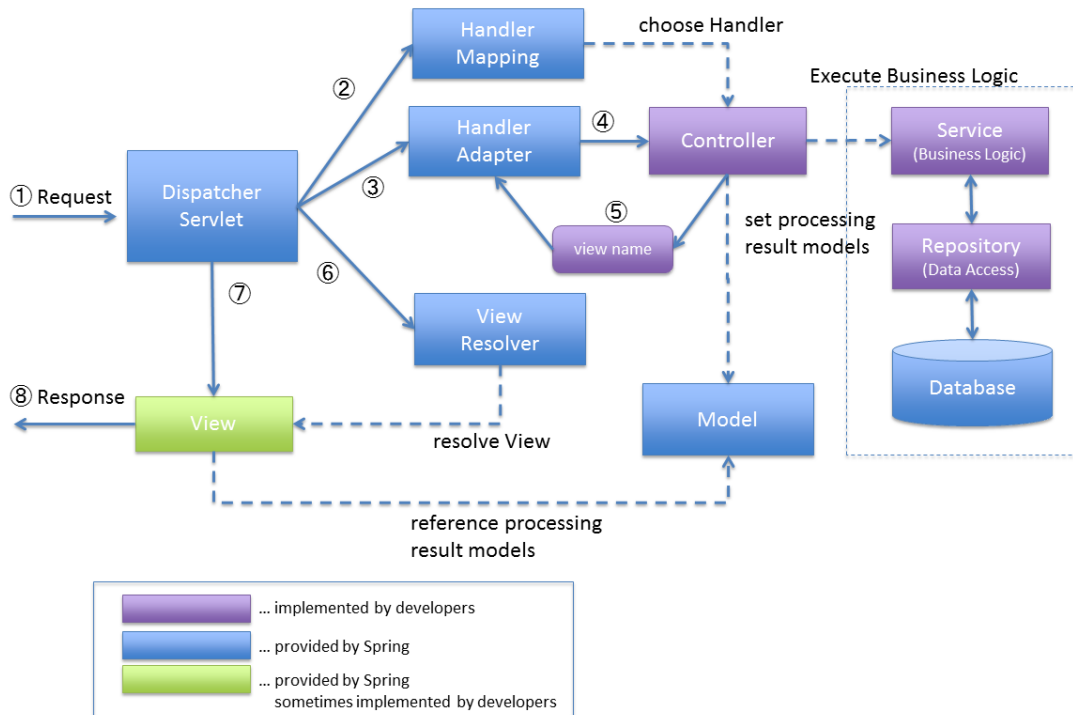 Handler
Mapping
choose Handler
②
Execute Business Logic
Handler
Adapter
④
Controller
Service
(Business Logic)
① Request
Dispatcher
Servlet
③
⑤
view name
set processing
result models
Repository
(Data Access)
⑥
⑦
View
Resolver
Database
⑧ Response
View
resolve View
Model
reference processing
result models
... implemented by developers
... provided by Spring
... provided by Spring
sometimes implemented by developers